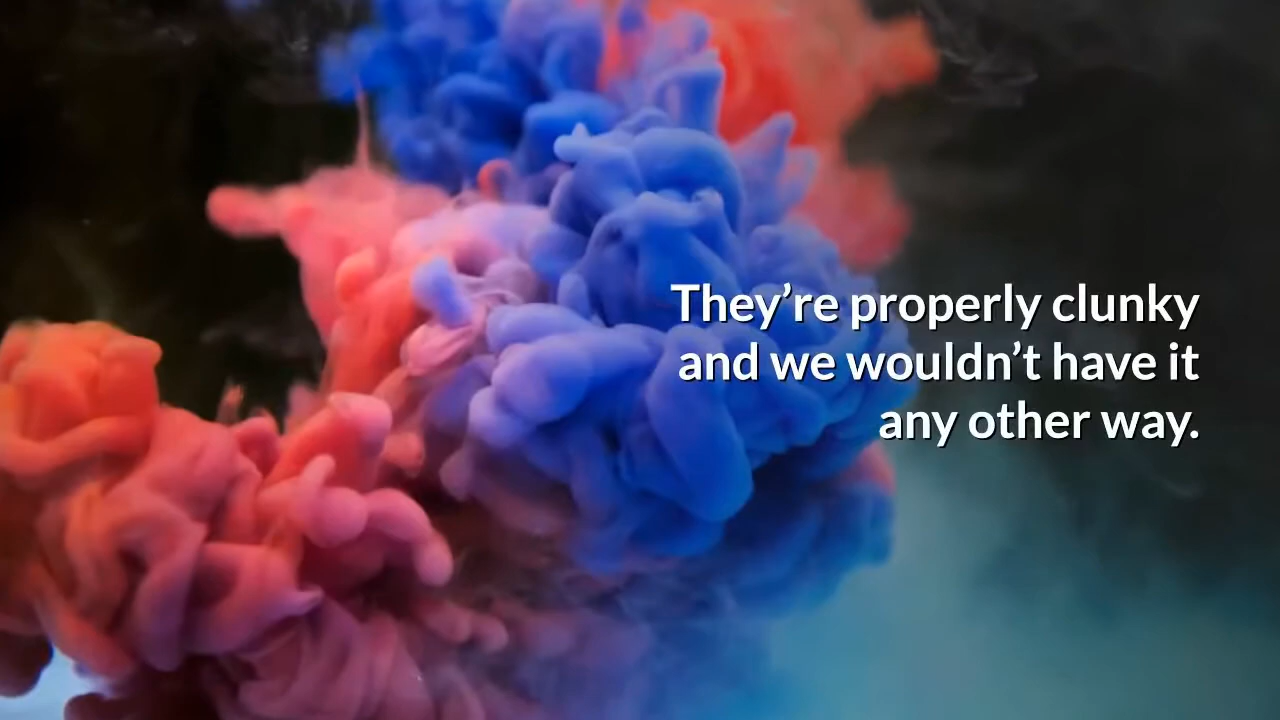 They’re properly clunky
and we wouldn’t have it
any other way.